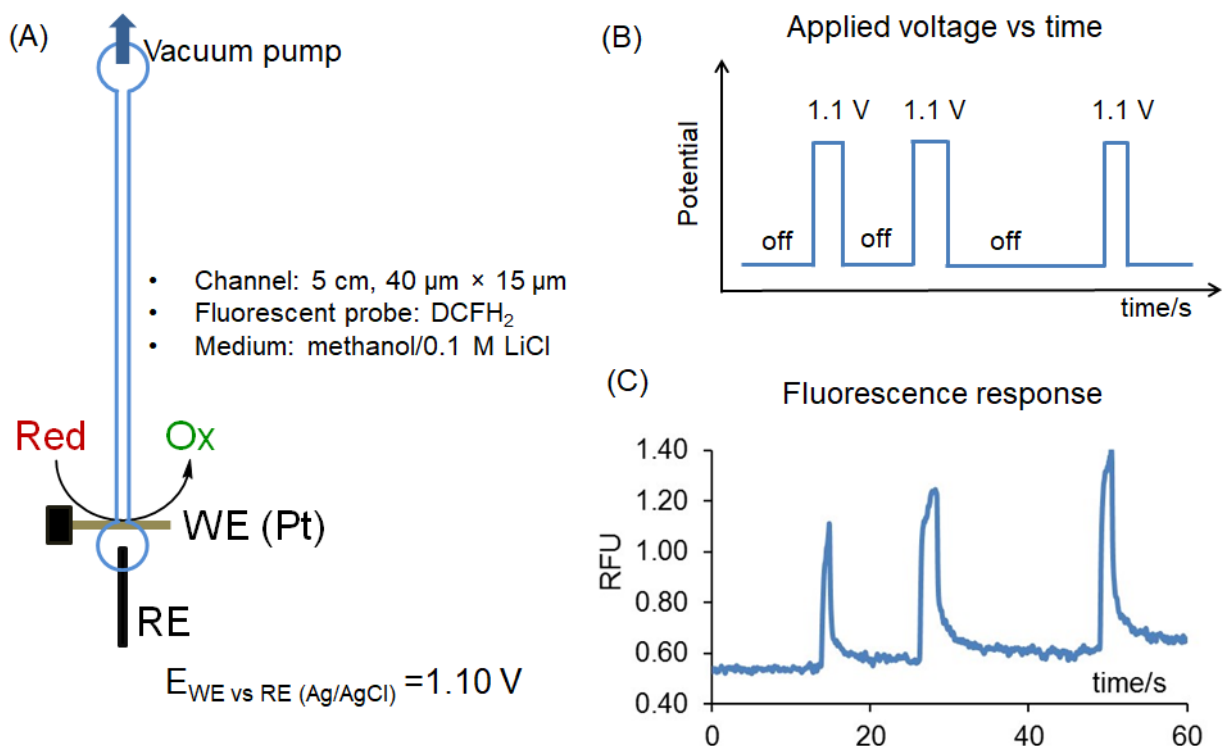 (A)
Vacuum pump
• Channel: 5 cm, 40 µm × 15 µm
• Fluorescent probe: DCFH₂
• Medium: methanol/0.1 M LiCl
Red
Ox
WE (Pt)
RE
E WE vs RE (Ag/AgCl) =1.10 V
(B)
Applied voltage vs time
1.1 V 1.1 V 1.1 V
Potential
off off off
time/s
(C)
Fluorescence response
1.40
1.20
1.00
0.80
0.60
0.40
RFU
time/s
0 20 40 60